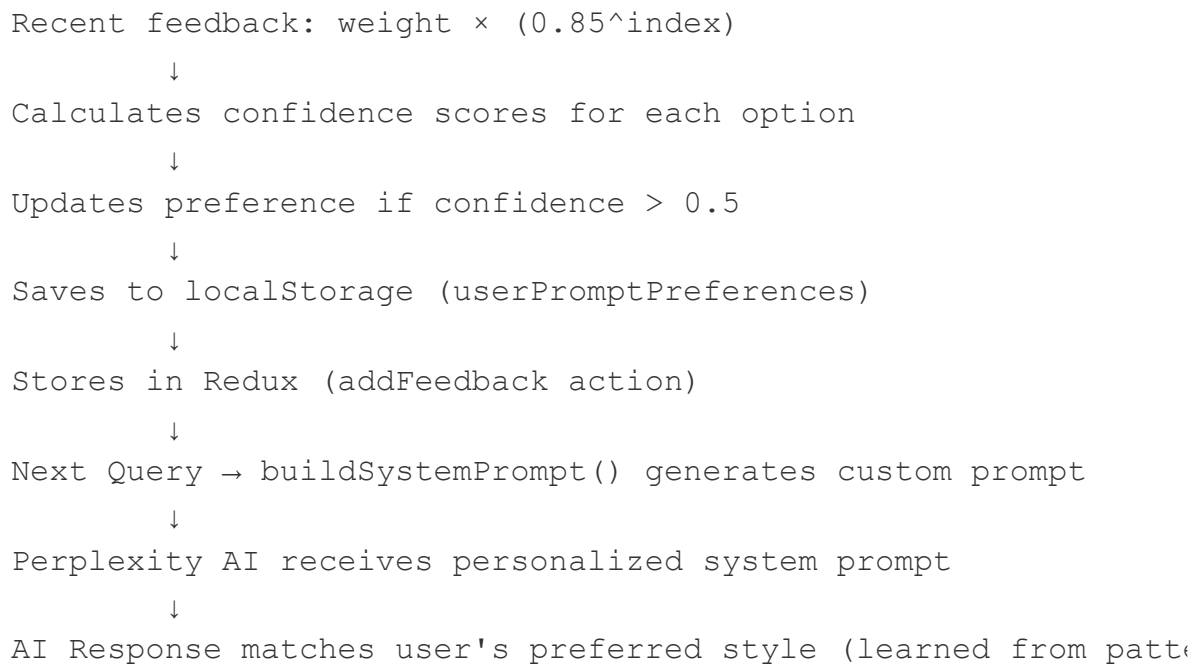 Recent feedback: weight × (0.85^index)
↓
Calculates confidence scores for each option
↓
Updates preference if confidence > 0.5
↓
Saves to localStorage (userPromptPreferences)
↓
Stores in Redux (addFeedback action)
↓
Next Query → buildSystemPrompt() generates custom prompt
↓
Perplexity AI receives personalized system prompt
↓
AI Response matches user's preferred style (learned from